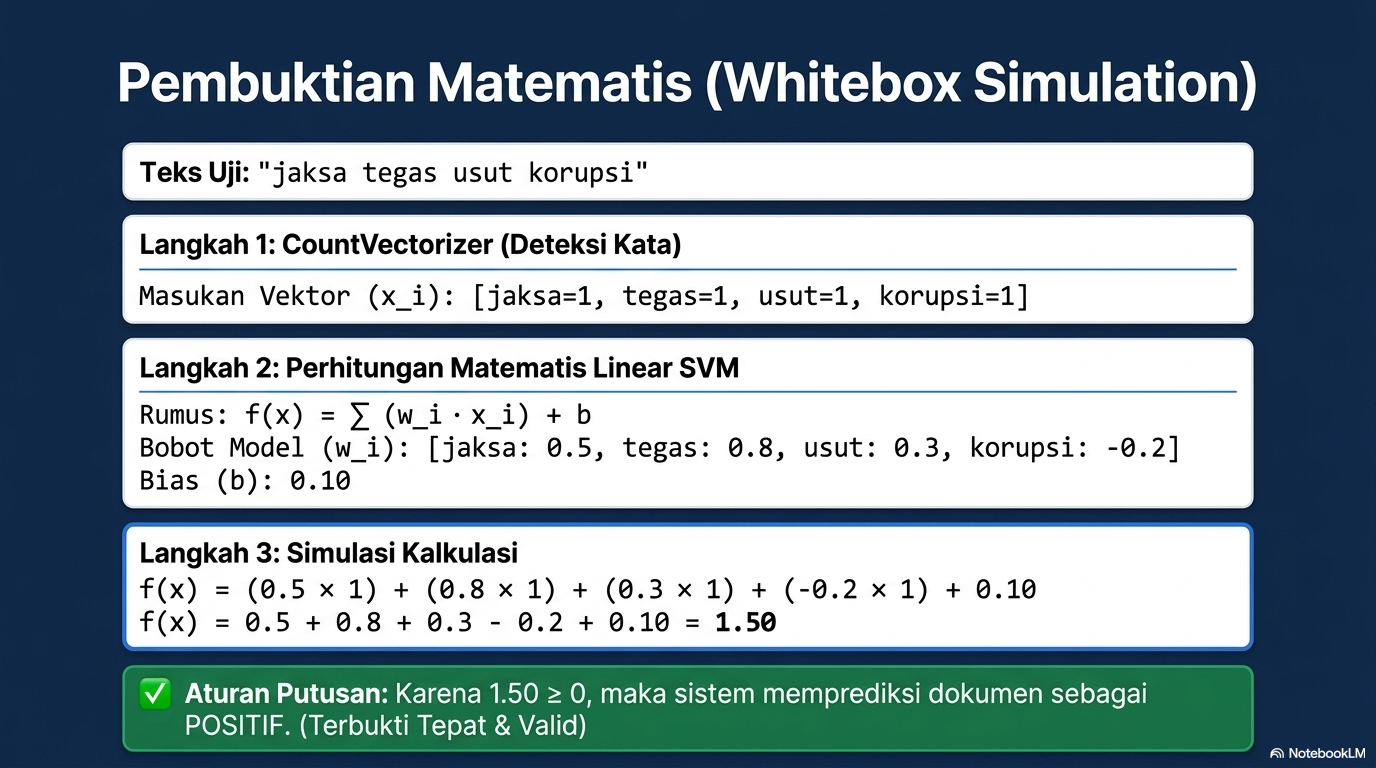 Pembuktian Matematis (Whitebox Simulation)
Teks Uji: "jaksa tegas usut korupsi"
Langkah 1: CountVectorizer (Deteksi Kata)
Masukan Vektor (x_i): [jaksa=1, tegas=1, usut=1, korupsi=1]
Langkah 2: Perhitungan Matematis Linear SVM
Rumus: f(x) = ∑ (w_i · x_i) + b
Bobot Model (w_i): [jaksa: 0.5, tegas: 0.8, usut: 0.3, korupsi: -0.2]
Bias (b): 0.10
Langkah 3: Simulasi Kalkulasi
f(x) = (0.5 × 1) + (0.8 × 1) + (0.3 × 1) + (-0.2 × 1) + 0.10
f(x) = 0.5 + 0.8 + 0.3 - 0.2 + 0.10 = 1.50
Aturan Putusan: Karena 1.50 ≥ 0, maka sistem memprediksi dokumen sebagai
POSITIF. (Terbukti Tepat & Valid)
NotebookLM